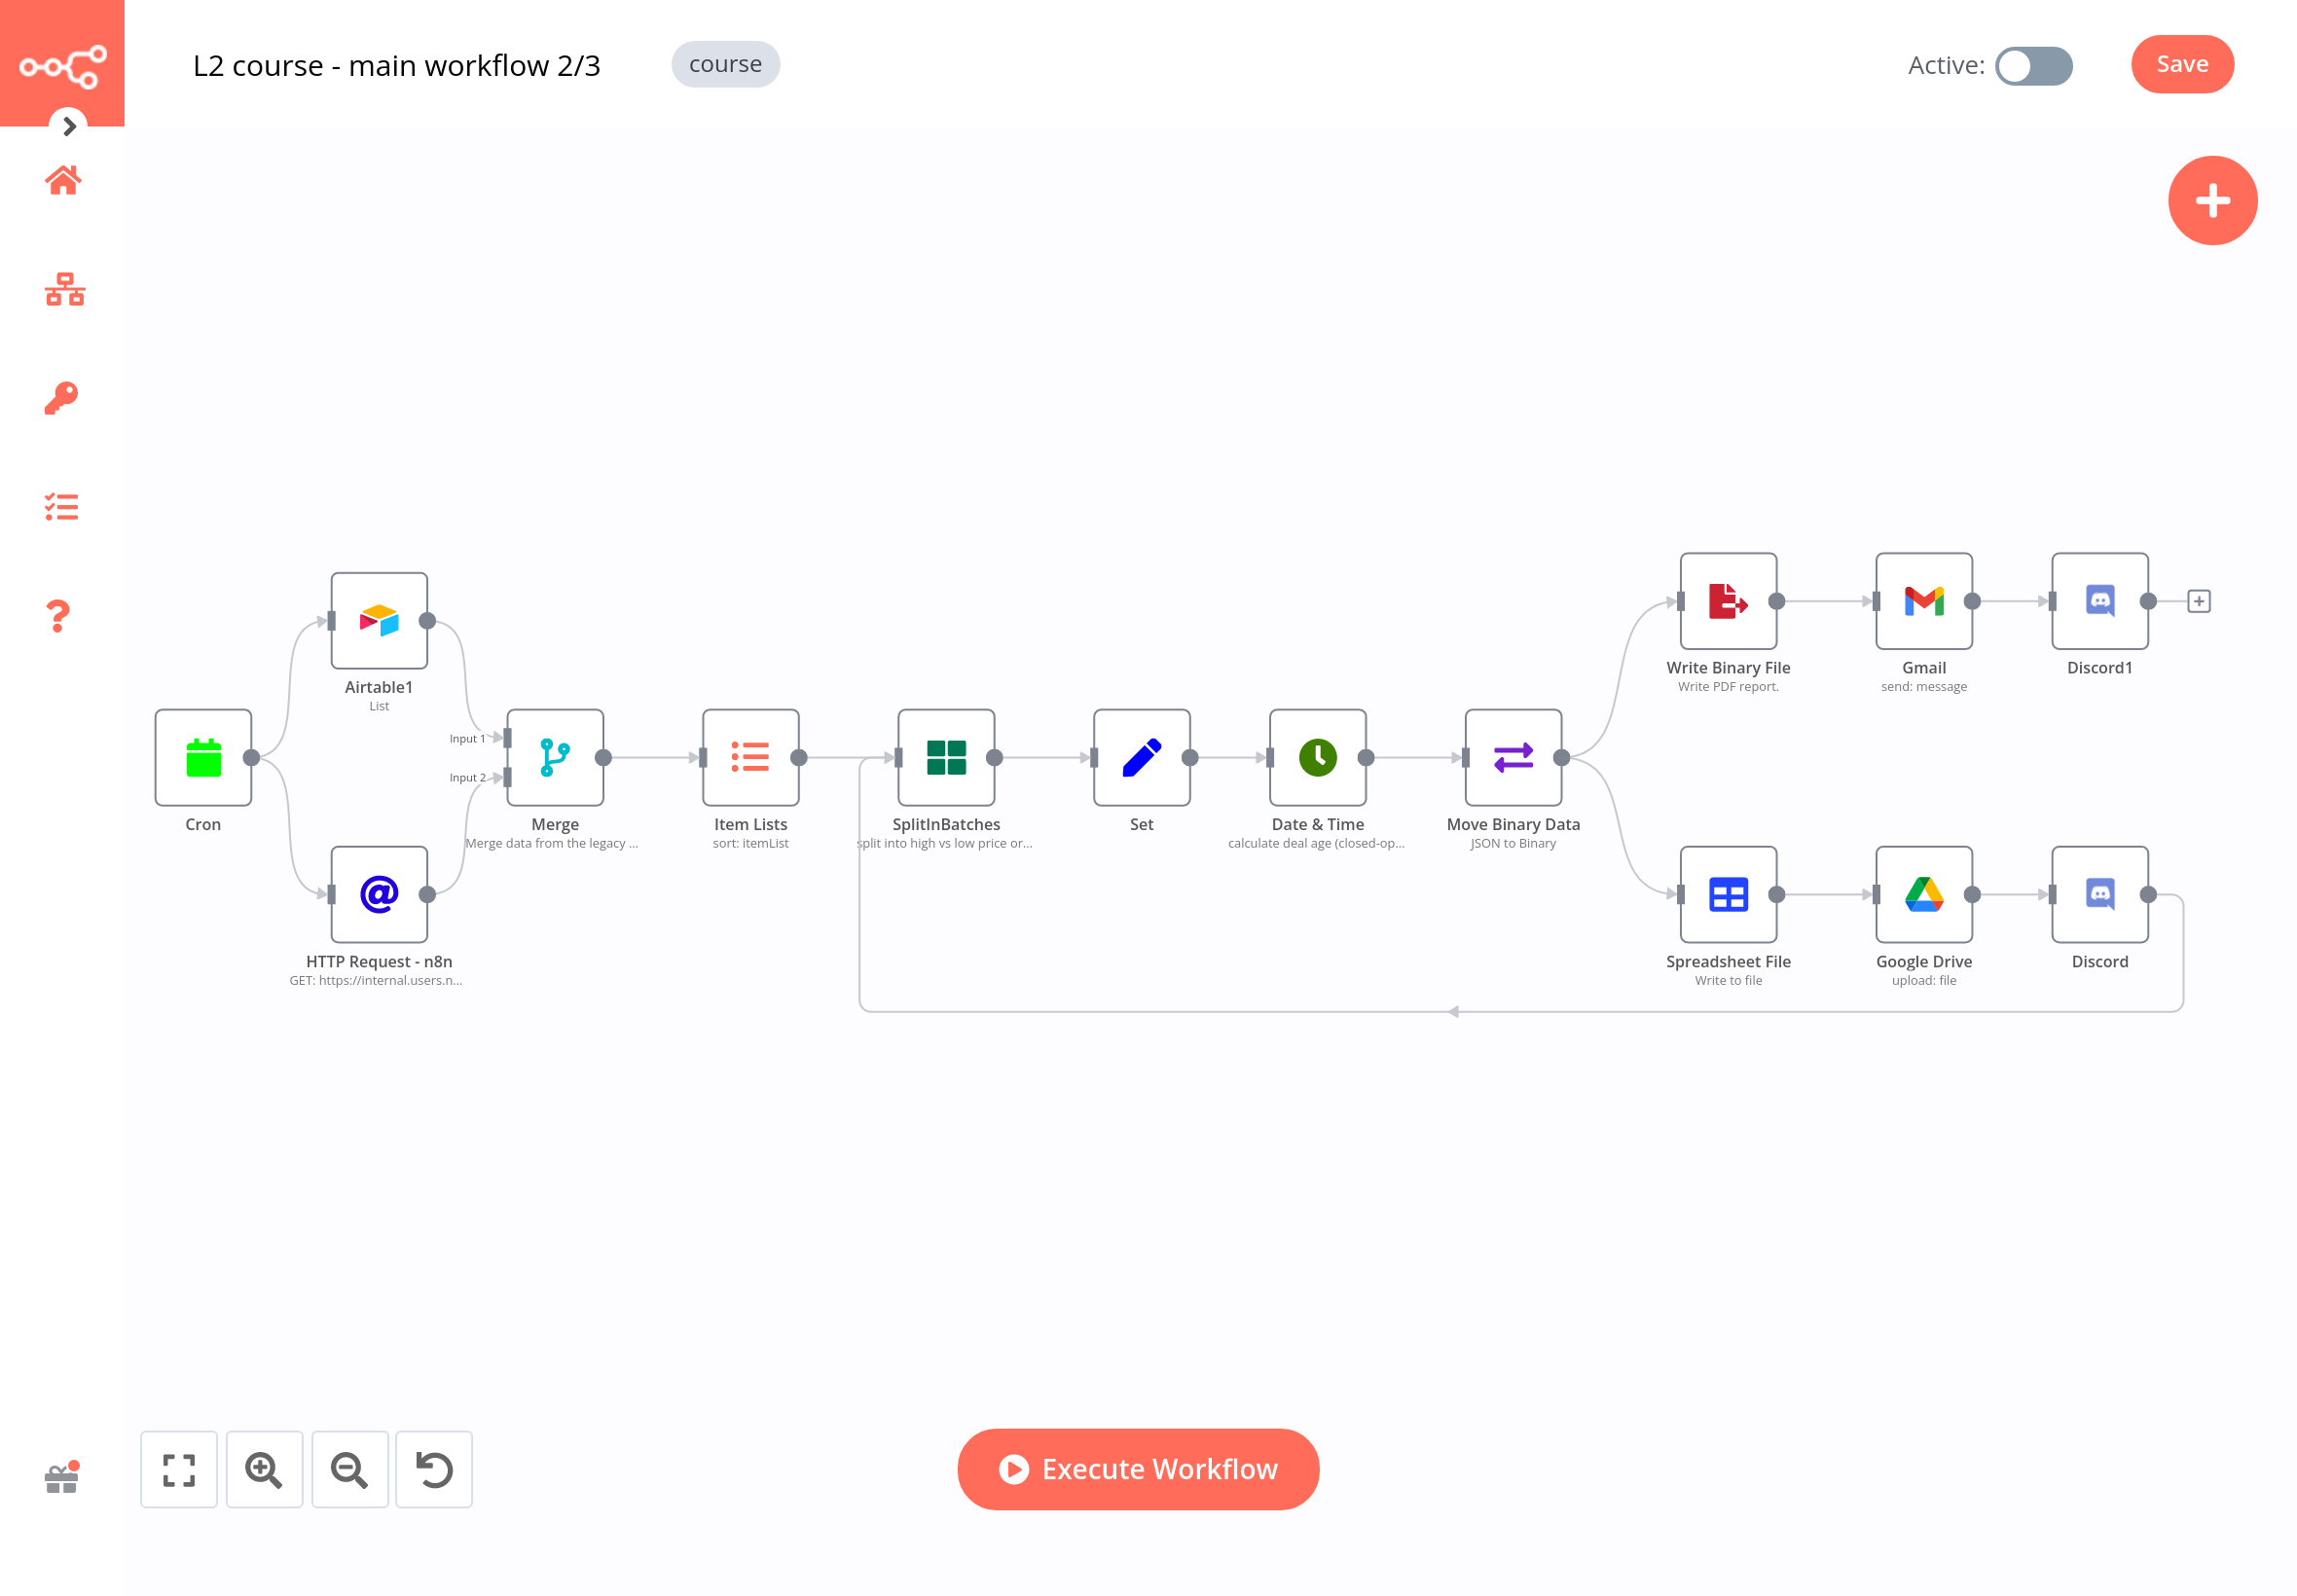 L2 course - main workflow 2/3
course
Active:
Save
Airtable1
List
Cron
Input 1
Input 2
Merge
Merge data from the legacy ...
HTTP Request - n8n
GET: https://internal.users.n...
Item Lists
sort: itemList
SplitInBatches
split into high vs low price or...
Set
Date & Time
calculate deal age (closed-op...
Move Binary Data
JSON to Binary
Write Binary File
Write PDF report.
Gmail
send: message
Discord1
Spreadsheet File
Write to file
Google Drive
upload: file
Discord
Execute Workflow